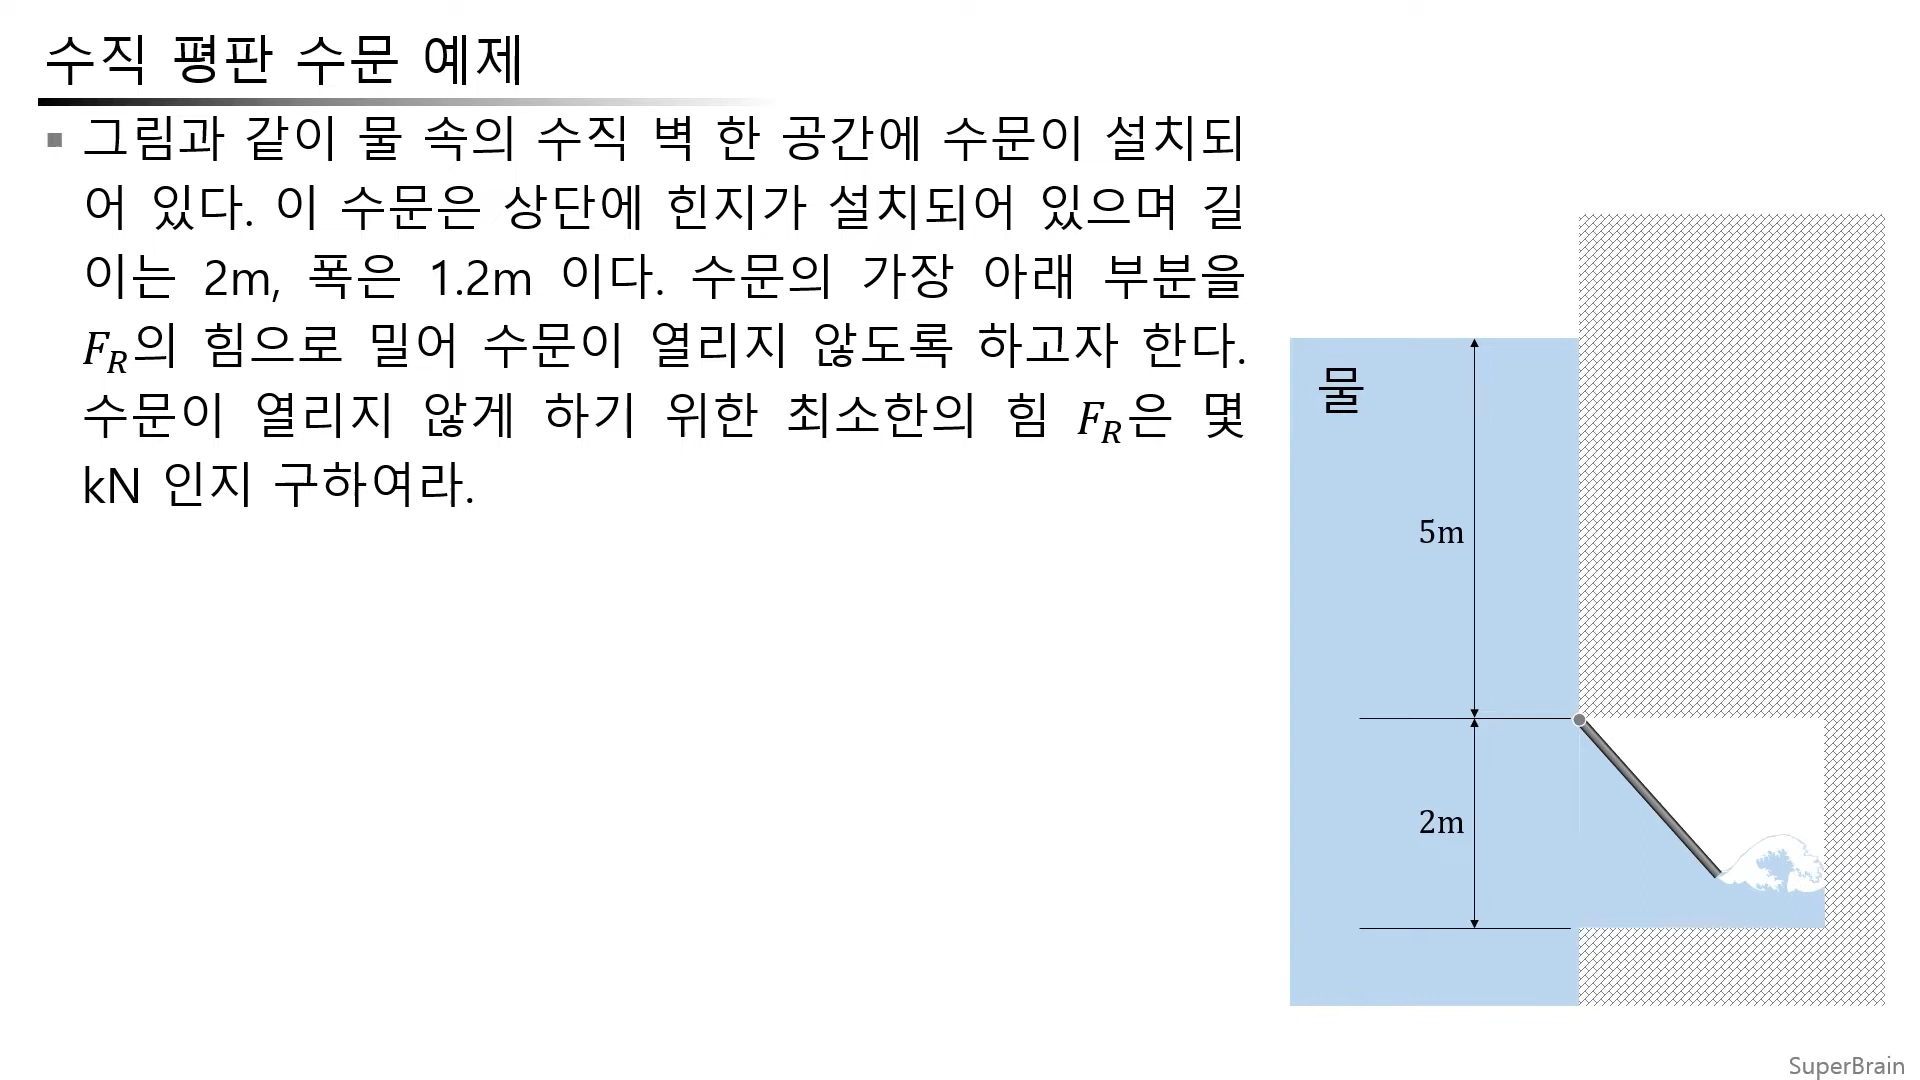 수직 평판 수문 예제
그림과 같이 물 속의 수직 벽 한 공간에 수문이 설치되
어 있다. 이 수문은 상단에 힌지가 설치되어 있으며 길
이는 2m, 폭은 1.2m 이다. 수문의 가장 아래 부분을
F_R의 힘으로 밀어 수문이 열리지 않도록 하고자 한다.
수문이 열리지 않게 하기 위한 최소한의 힘 F_R은 몇
kN 인지 구하여라.
물
5m
2m
SuperBrain